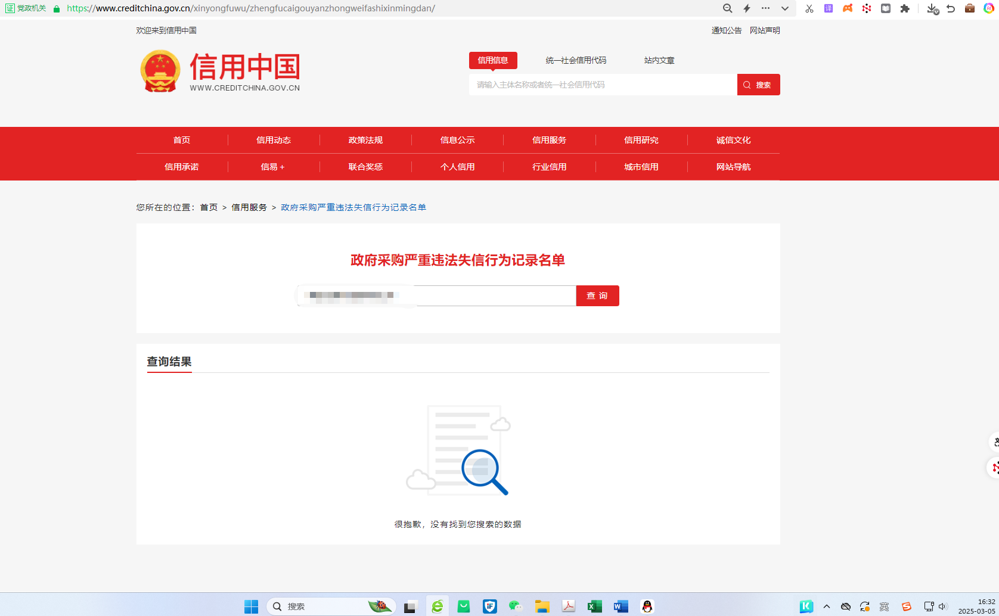 证 党政机关 https://www.creditchina.gov.cn/xinyongfuwu/zhengfucaigouyanzhongweifashixinmingdan/
译
AI
欢迎来到信用中国
通知公告 网站声明
信用中国
WWW.CREDITCHINA.GOV.CN
信用信息 统一社会信用代码 站内文章
请输入主体名称或者统一社会信用代码
搜索
首页 信用动态 政策法规 信息公示 信用服务 信用研究 诚信文化
信用承诺 信易+ 联合奖惩 个人信用 行业信用 城市信用 网站导航
您所在的位置：首页 > 信用服务 > 政府采购严重违法失信行为记录名单
政府采购严重违法失信行为记录名单
查询
查询结果
很抱歉，没有找到您搜索的数据
搜索
英
16:32
2025-03-05